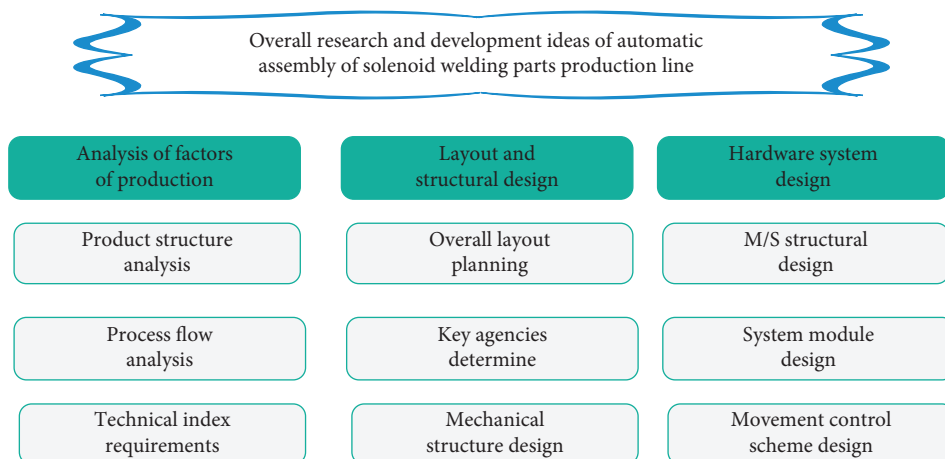 Overall research and development ideas of automatic
assembly of solenoid welding parts production line
Analysis of factors
of production
Layout and
structural design
Hardware system
design
Product structure
analysis
Overall layout
planning
M/S structural
design
Process flow
analysis
Key agencies
determine
System module
design
Technical index
requirements
Mechanical
structure design
Movement control
scheme design